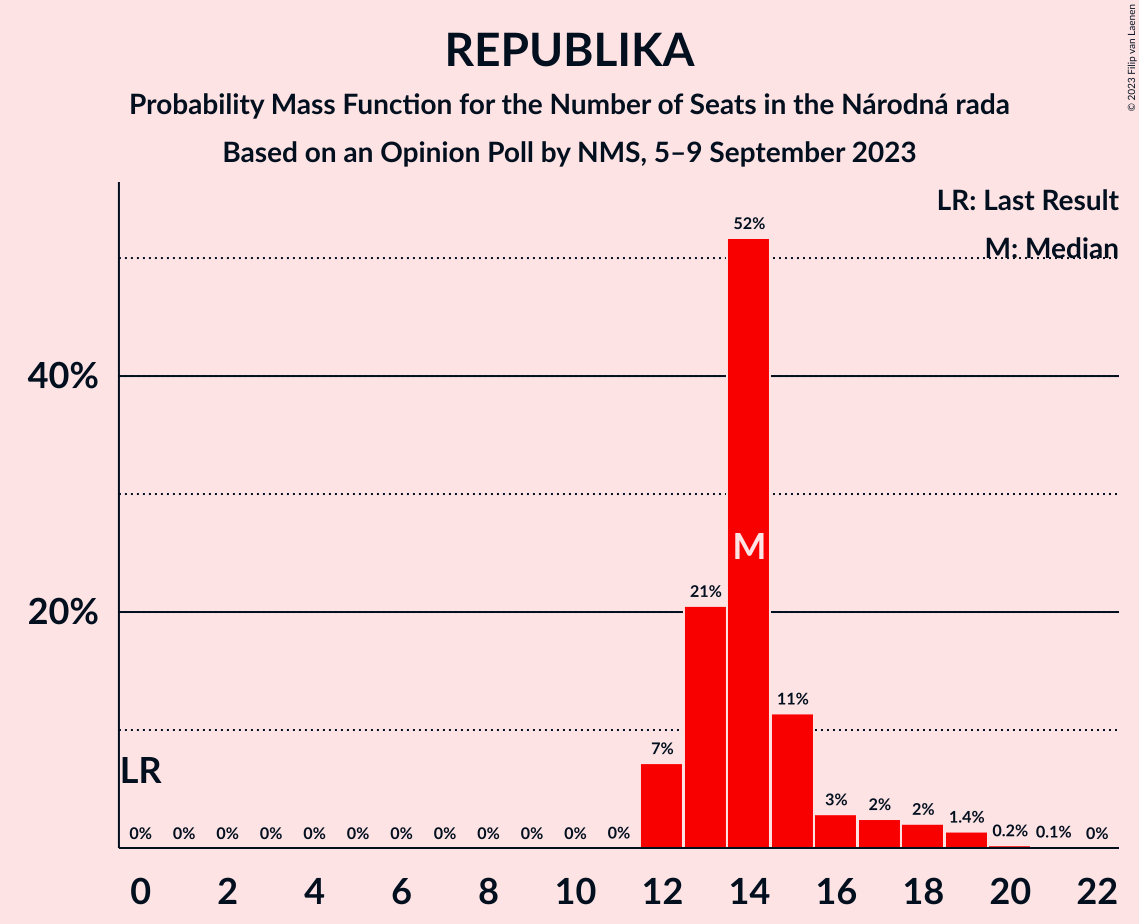 REPUBLIKA
Probability Mass Function for the Number of Seats in the Národná rada
Based on an Opinion Poll by NMS, 5–9 September 2023
© 2023 Filip van Laenen
LR: Last Result
M: Median
52%
40%
M
21%
20%
11%
7%
LR
3%
2%
2%
1.4%
0% 0% 0% 0% 0% 0% 0% 0% 0% 0% 0% 0% 0.2% 0.1% 0%
0 2 4 6 8 10 12 14 16 18 20 22